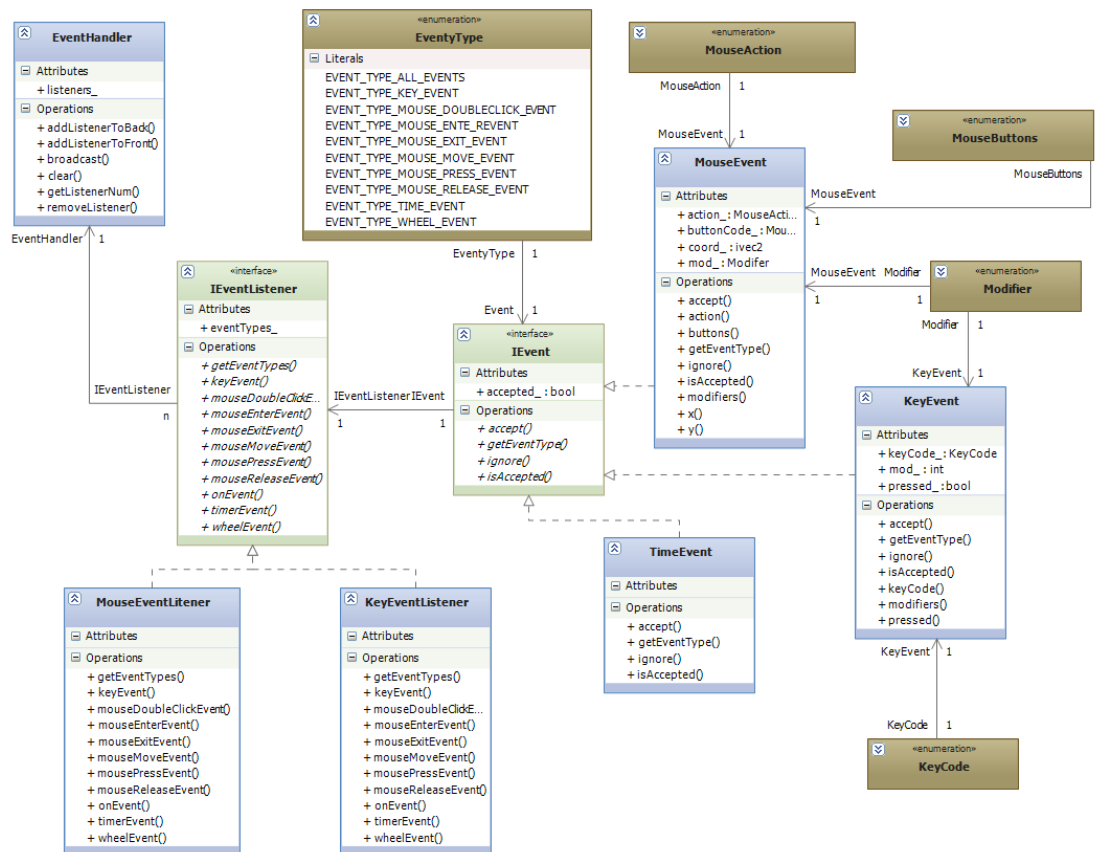 EventHandler
Attributes
+ listeners_
Operations
+ addListenerToBack()
+ addListenerToFront()
+ broadcast()
+ clear()
+ getListenerNum()
+ removeListener()
EventHandler 1
«enumeration»
EventyType
Literals
EVENT_TYPE_ALL_EVENTS
EVENT_TYPE_KEY_EVENT
EVENT_TYPE_MOUSE_DOUBLECLICK_EVENT
EVENT_TYPE_MOUSE_ENTE_REVENT
EVENT_TYPE_MOUSE_EXIT_EVENT
EVENT_TYPE_MOUSE_MOVE_EVENT
EVENT_TYPE_MOUSE_PRESS_EVENT
EVENT_TYPE_MOUSE_RELEASE_EVENT
EVENT_TYPE_TIME_EVENT
EVENT_TYPE_WHEEL_EVENT
EventyType 1
Event 1
«enumeration»
MouseAction
MouseAction 1
MouseEvent 1
«enumeration»
MouseButtons
MouseButtons
MouseEvent
1
MouseEvent
Attributes
+ action_ : MouseActi...
+ buttonCode_ : Mou...
+ coord_ : ivec2
+ mod_ : Modifer
Operations
+ accept()
+ action()
+ buttons()
+ getEventType()
+ ignore()
+ isAccepted()
+ modifiers()
+ x()
+ y()
MouseEvent Modifier
1 1
«enumeration»
Modifier
Modifier 1
KeyEvent 1
«interface»
IEventListener
Attributes
+ eventTypes_
Operations
+ getEventTypes()
+ keyEvent()
+ mouseDoubleClickE...
+ mouseEnterEvent()
+ mouseExitEvent()
+ mouseMoveEvent()
+ mousePressEvent()
+ mouseReleaseEvent()
+ onEvent()
+ timerEvent()
+ wheelEvent()
IEventListener
n
IEventListener IEvent
1 1
«interface»
IEvent
Attributes
+ accepted_ : bool
Operations
+ accept()
+ getEventType()
+ ignore()
+ isAccepted()
KeyEvent
Attributes
+ keyCode_ : KeyCode
+ mod_ : int
+ pressed_ : bool
Operations
+ accept()
+ getEventType()
+ ignore()
+ isAccepted()
+ keyCode()
+ modifiers()
+ pressed()
KeyEvent 1
KeyCode 1
«enumeration»
KeyCode
TimeEvent
Attributes
Operations
+ accept()
+ getEventType()
+ ignore()
+ isAccepted()
MouseEventLitener
Attributes
Operations
+ getEventTypes()
+ keyEvent()
+ mouseDoubleClickEvent()
+ mouseEnterEvent()
+ mouseExitEvent()
+ mouseMoveEvent()
+ mousePressEvent()
+ mouseReleaseEvent()
+ onEvent()
+ timerEvent()
+ wheelEvent()
KeyEventListener
Attributes
Operations
+ getEventTypes()
+ keyEvent()
+ mouseDoubleClickE...
+ mouseEnterEvent()
+ mouseExitEvent()
+ mouseMoveEvent()
+ mousePressEvent()
+ mouseReleaseEvent()
+ onEvent()
+ timerEvent()
+ wheelEvent()